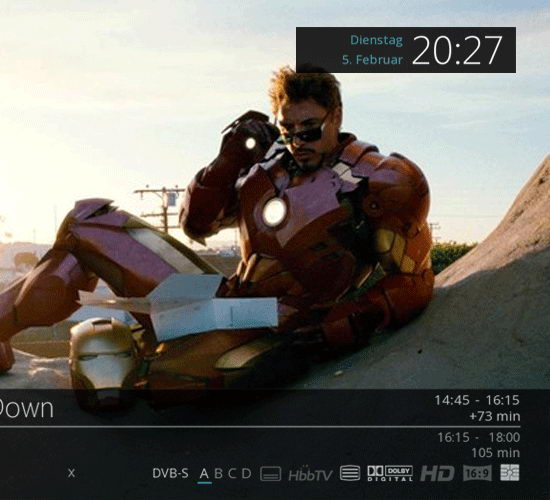 Dienstag
5. Februar
20:27
Down
14:45 - 16:15
+73 min
16:15 - 18:00
105 min
x
DVB-S A B C D HbbTV DOLBY DIGITAL HD 16:9